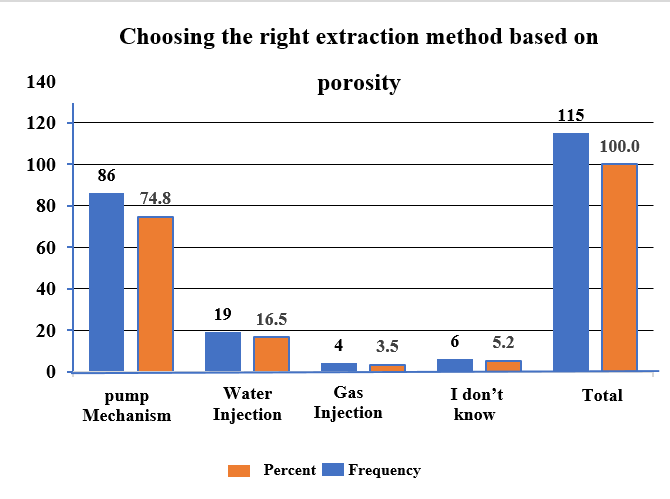 Choosing the right extraction method based on
porosity
140
120
100
80
60
40
20
0
86
74.8
19
16.5
4
3.5
6
5.2
115
100.0
pump
Mechanism
Water
Injection
Gas
Injection
I don’t
know
Total
Percent
Frequency